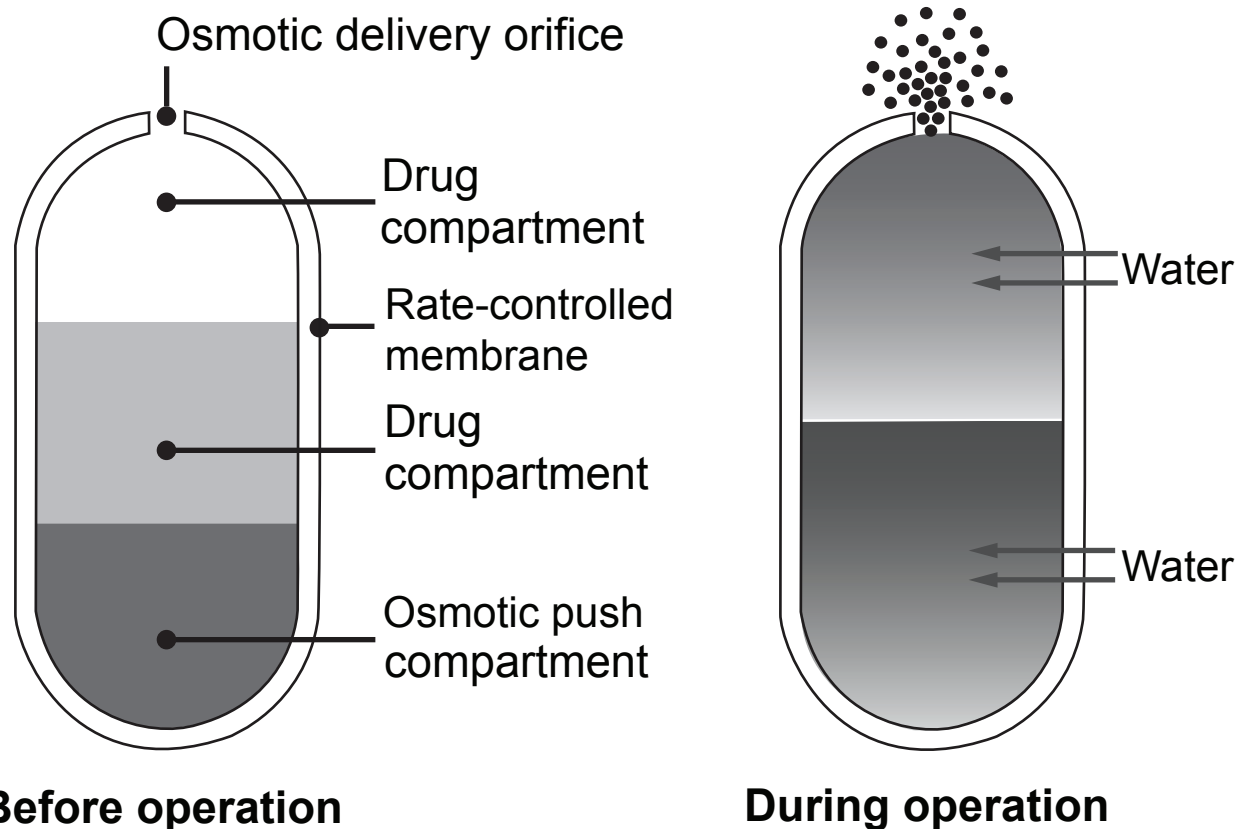 Osmotic delivery orifice
Drug
compartment
Rate-controlled
membrane
Drug
compartment
Osmotic push
compartment
Water
Water
Before operation
During operation